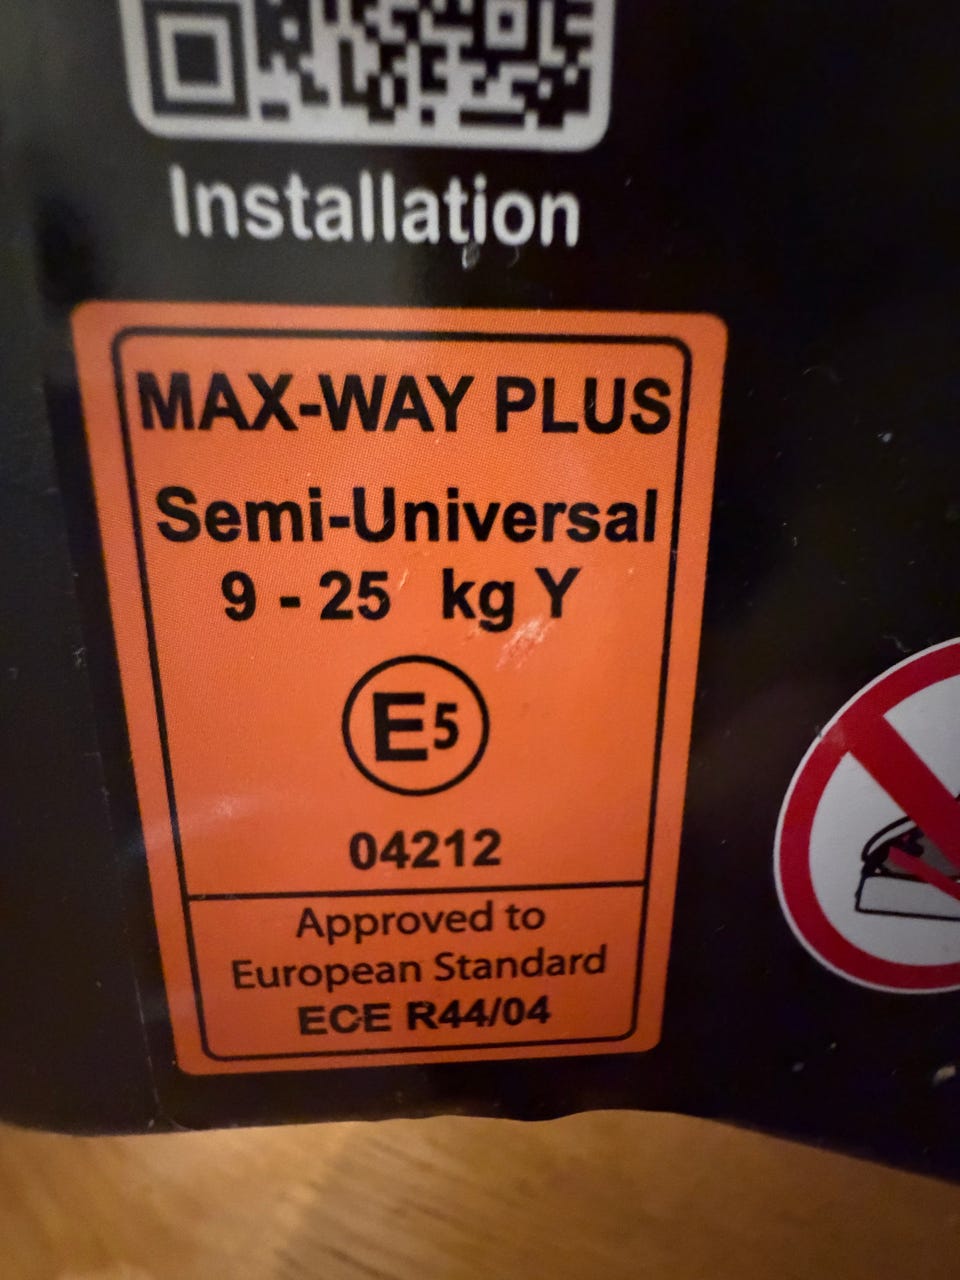 Installation
MAX-WAY PLUS
Semi-Universal
9 - 25 kg Y
E5
04212
Approved to
European Standard
ECE R44/04